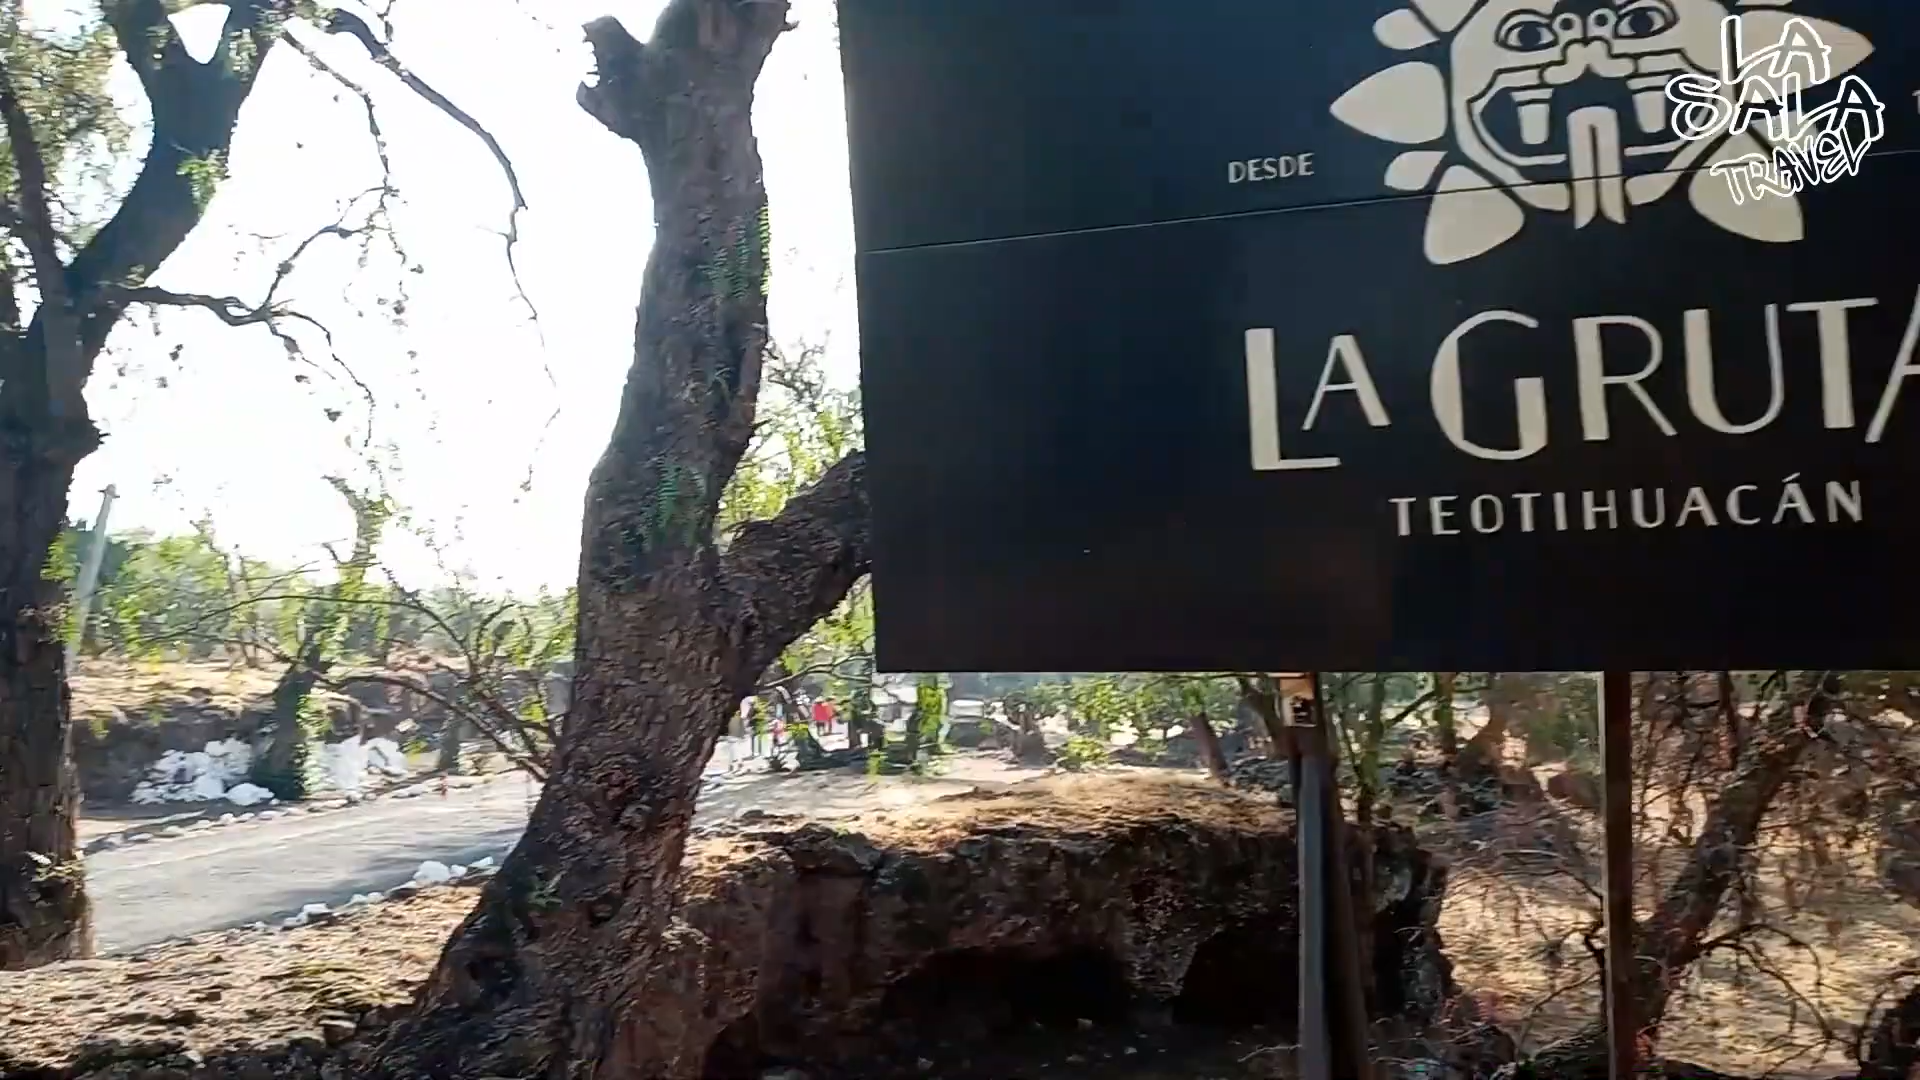 LA
SALA
TRAVEL
DESDE
LA GRUTA
TEOTIHUACÁN